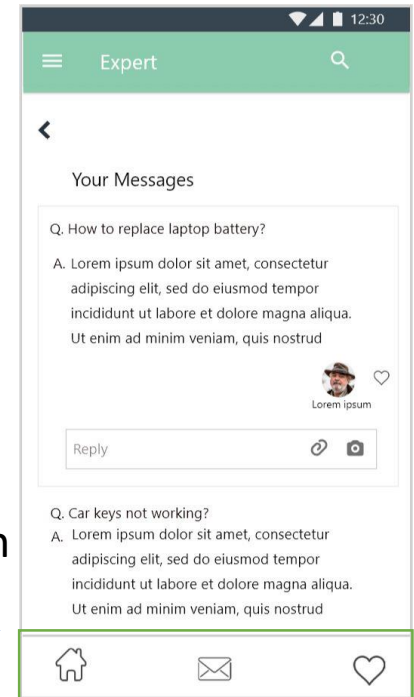 12:30
Expert
Your Messages
Q. How to replace laptop battery?
A. Lorem ipsum dolor sit amet, consectetur
adipiscing elit, sed do eiusmod tempor
incididunt ut labore et dolore magna aliqua.
Ut enim ad minim veniam, quis nostrud
Lorem ipsum
Reply
Q. Car keys not working?
A. Lorem ipsum dolor sit amet, consectetur
adipiscing elit, sed do eiusmod tempor
incididunt ut labore et dolore magna aliqua.
Ut enim ad minim veniam, quis nostrud